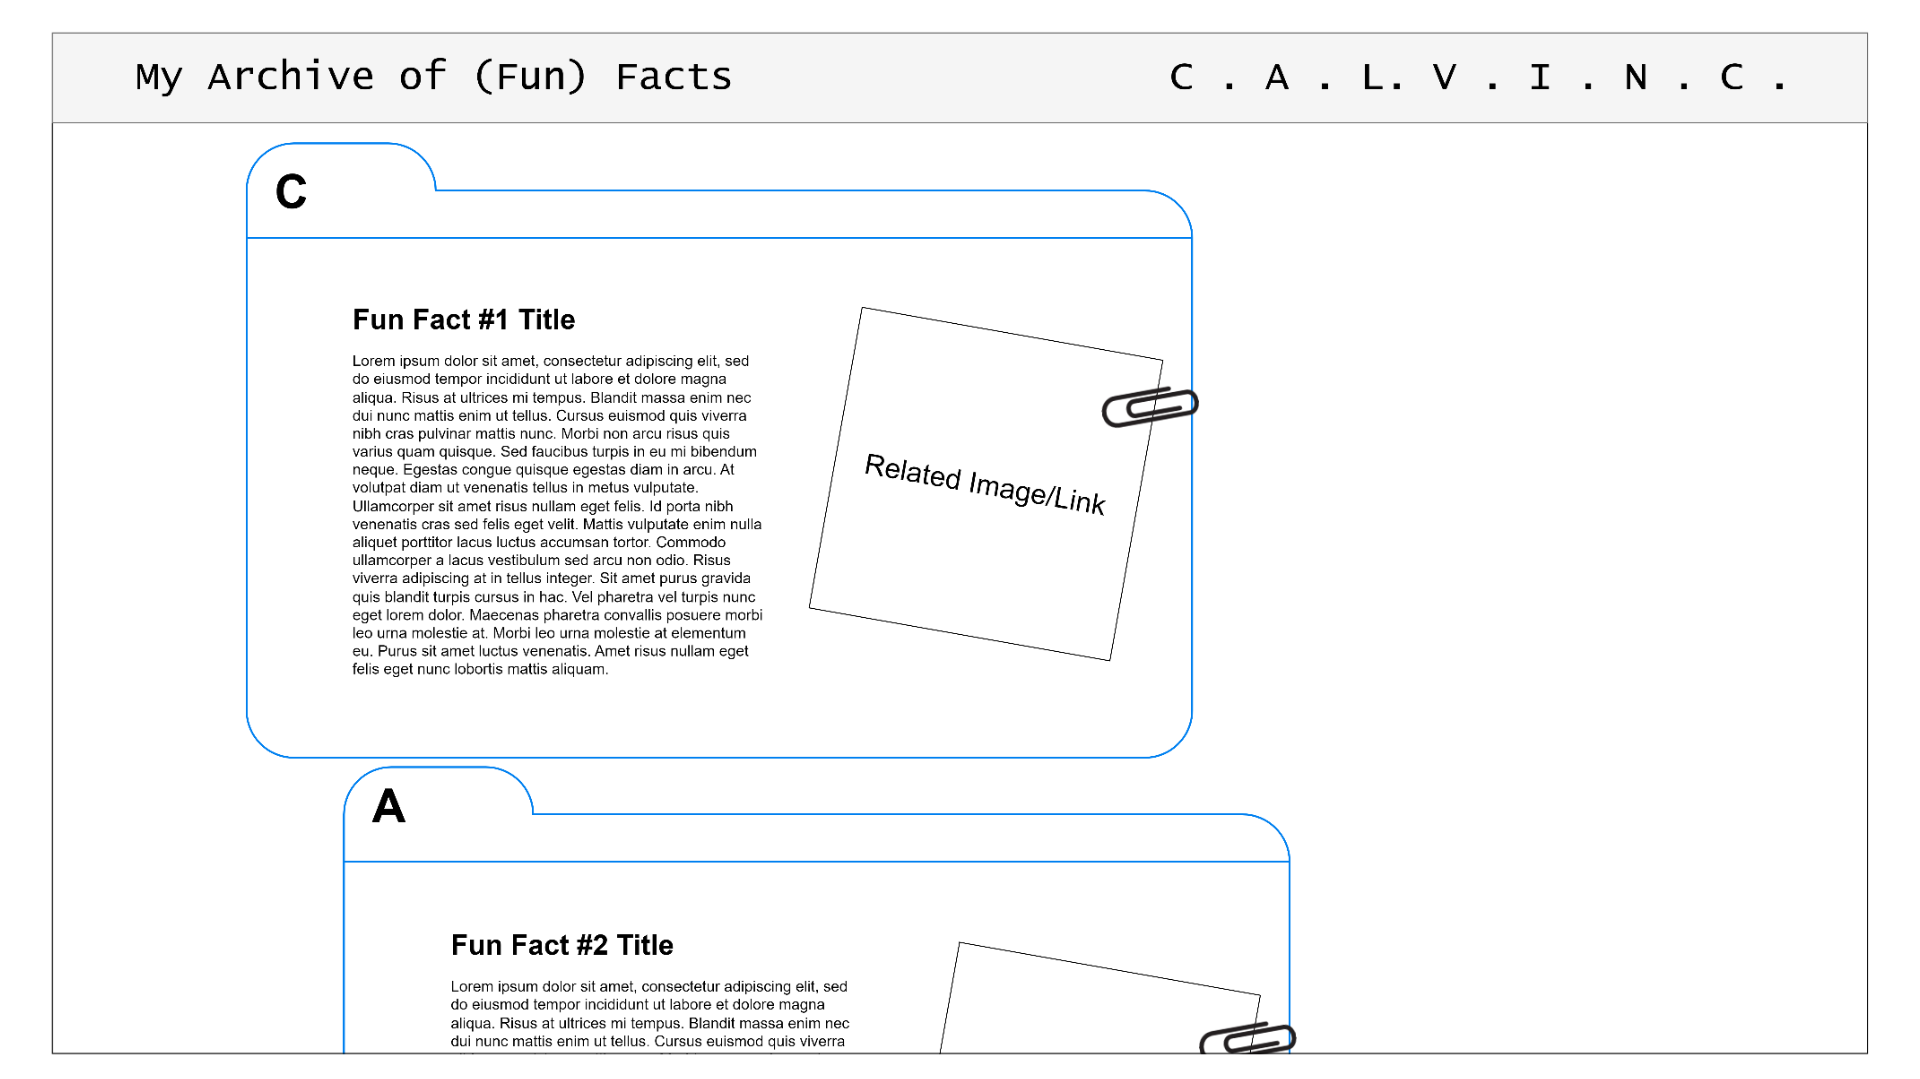 My Archive of (Fun) Facts
C . A . L. V . I . N . C .
C
Fun Fact #1 Title
Lorem ipsum dolor sit amet, consectetur adipiscing elit, sed
do eiusmod tempor incididunt ut labore et dolore magna
aliqua. Risus at ultrices mi tempus. Blandit massa enim nec
dui nunc mattis enim ut tellus. Cursus euismod quis viverra
nibh cras pulvinar mattis nunc. Morbi non arcu risus quis
varius quam quisque. Sed faucibus turpis in eu mi bibendum
neque. Egestas congue quisque egestas diam in arcu. At
volutpat diam ut venenatis tellus in metus vulputate.
Ullamcorper sit amet risus nullam eget felis. Id porta nibh
venenatis cras sed felis eget velit. Mattis vulputate enim nulla
aliquet porttitor lacus luctus accumsan tortor. Commodo
ullamcorper a lacus vestibulum sed arcu non odio. Risus
viverra adipiscing at in tellus integer. Sit amet purus gravida
quis blandit turpis cursus in hac. Vel pharetra vel turpis nunc
eget lorem dolor. Maecenas pharetra convallis posuere morbi
leo urna molestie at. Morbi leo urna molestie at elementum
eu. Purus sit amet luctus venenatis. Amet risus nullam eget
felis eget nunc lobortis mattis aliquam.
Related Image/Link
A
Fun Fact #2 Title
Lorem ipsum dolor sit amet, consectetur adipiscing elit, sed
do eiusmod tempor incididunt ut labore et dolore magna
aliqua. Risus at ultrices mi tempus. Blandit massa enim nec
dui nunc mattis enim ut tellus. Cursus euismod quis viverra